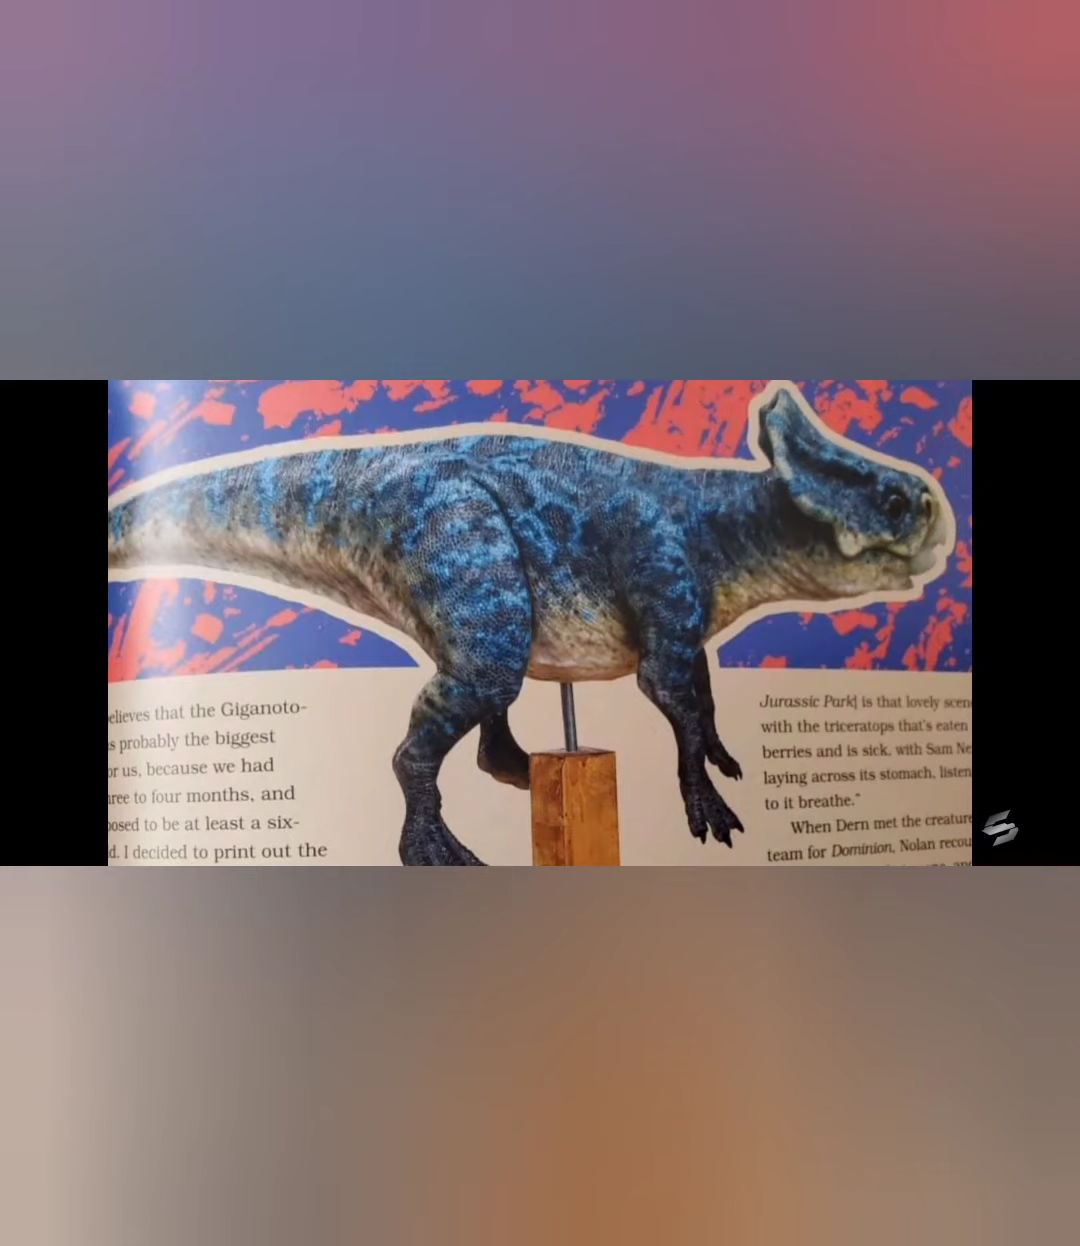 elieves that the Giganoto-
s probably the biggest
or us, because we had
ree to four months, and
posed to be at least a six-
d. I decided to print out the
Jurassic Park] is that lovely scen
with the triceratops that's eaten
berries and is sick, with Sam Ne
laying across its stomach, listen
to it breathe."
When Dern met the creature
team for Dominion, Nolan recou